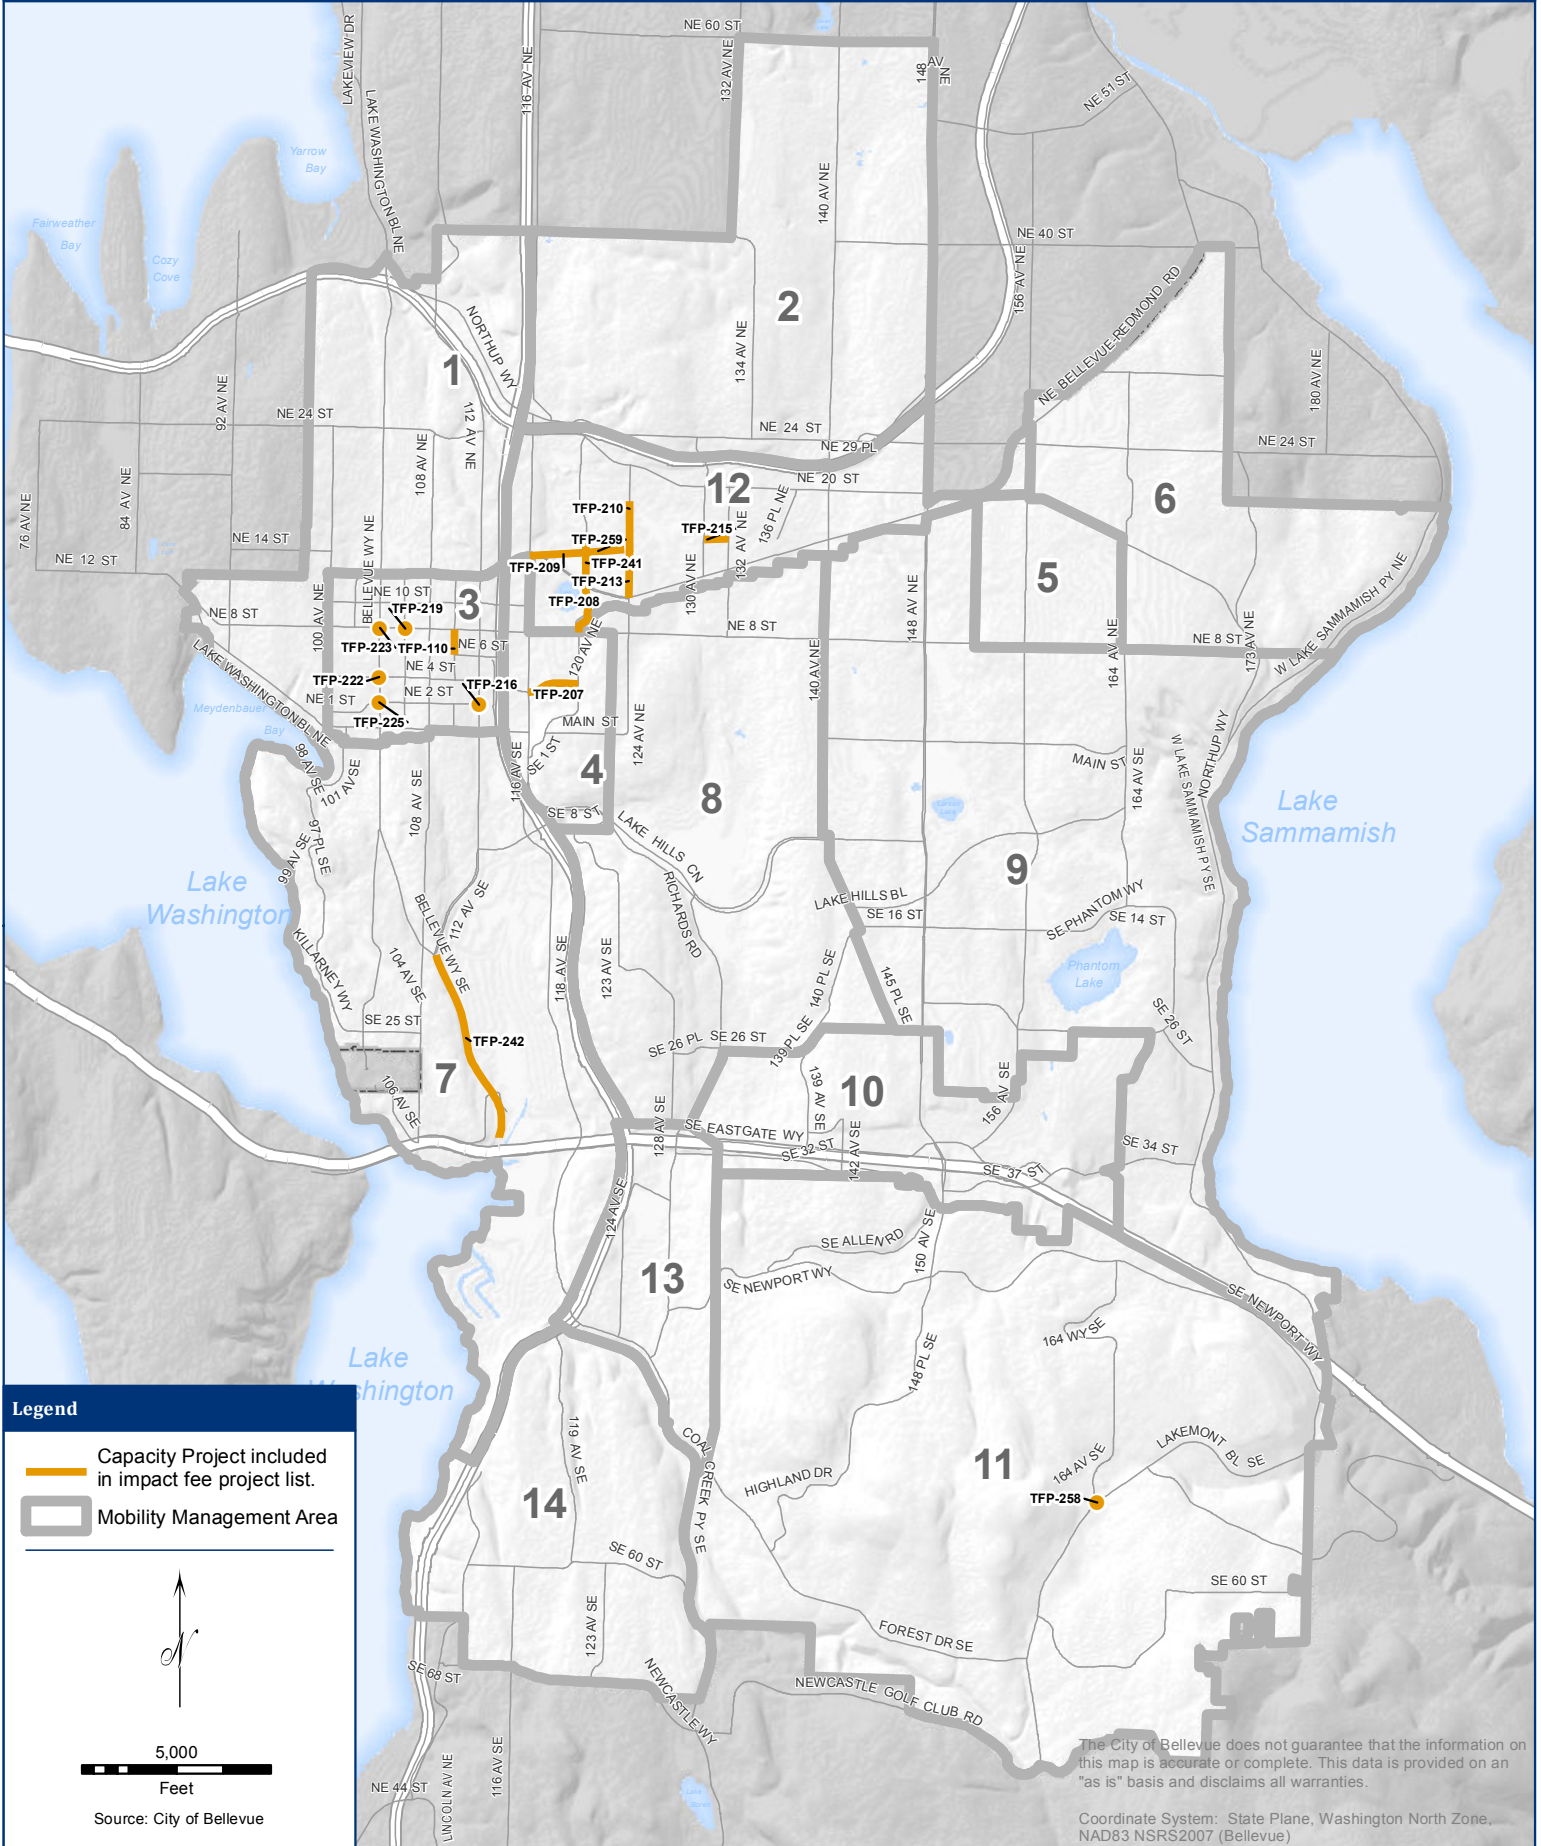 LAKEVIEW DR
LAKE WASHINGTON BL NE
116 AV NE
NE 60 ST
132 AV NE
148 AV NE
NE 51 ST
Yarrow
Bay
Fairweather
Bay
Cozy
Cove
140 AV NE
NE 40 ST
156 AV NE
NE BELLEVUE-REDMOND RD
2
1
NORTHUP WY
134 AV NE
180 AV NE
92 AV NE
NE 24 ST
112 AV NE
108 AV NE
NE 24 ST
NE 29 PL
NE 24 ST
84 AV NE
76 AV NE
NE 20 ST
12
136 PL NE
6
TFP-210
TFP-215
132 AV NE
NE 14 ST
BELLEVUE WY NE
TFP-259
NE 12 ST
TFP-209
TFP-241
TFP-213
130 AV NE
5
100 AV NE
NE 10 ST
3
TFP-208
148 AV NE
NE 8 ST
TFP-219
NE 8 ST
NE 8 ST
164 AV NE
173 AV NE
W LAKE SAMMAMISH PY NE
TFP-223
TFP-110
NE 6 ST
120 AV NE
NE 4 ST
LAKE WASHINGTON BL NE
TFP-222
TFP-216
NE 1 ST
NE 2 ST
TFP-207
140 AV NE
Meydenbauer
Bay
TFP-225
MAIN ST
124 AV NE
NORTHUP WY
98 AV SE
101 AV SE
116 AV SE
SE 1 ST
4
MAIN ST
164 AV SE
W LAKE SAMMAMISH PY SE
8
Larsen
Lake
Lake
Sammamish
108 AV SE
SE 8 ST
97 PL SE
LAKE HILLS CN
99 AV SE
Lake
Washington
RICHARDS RD
LAKE HILLS BL
9
SE 16 ST
SE PHANTOM WY
SE 14 ST
BELLEVUE WY SE
112 AV SE
KILLARNEY WY
104 AV SE
118 AV SE
123 AV SE
140 PL SE
145 PL SE
Phantom
Lake
SE 25 ST
SE 26 ST
TFP-242
SE 26 PL
SE 26 ST
139 PL SE
7
106 AV SE
139 AV SE
10
156 AV SE
128 AV SE
SE EASTGATE WY
SE 32 ST
142 AV SE
SE 34 ST
SE 37 ST
124 AV SE
150 AV SE
SE ALLEN RD
13
SE NEWPORT WY
SE NEWPORT WY
164 WY SE
148 PL SE
Lake
Washington
119 AV SE
COAL CREEK PY SE
HIGHLAND DR
11
164 AV SE
LAKEMONT BL SE
TFP-258
14
SE 60 ST
SE 60 ST
123 AV SE
FOREST DR SE
SE 68 ST
NEWCASTLE WY
NEWCASTLE GOLF CLUB RD
116 AV SE
LINCOLN AV NE
NE 44 ST
Lake
Boren
Legend
Capacity Project included
in impact fee project list.
Mobility Management Area
N
5,000
Feet
Source: City of Bellevue
The City of Bellevue does not guarantee that the information on
this map is accurate or complete. This data is provided on an
"as is" basis and disclaims all warranties.
Coordinate System: State Plane, Washington North Zone,
NAD83 NSRS2007 (Bellevue)